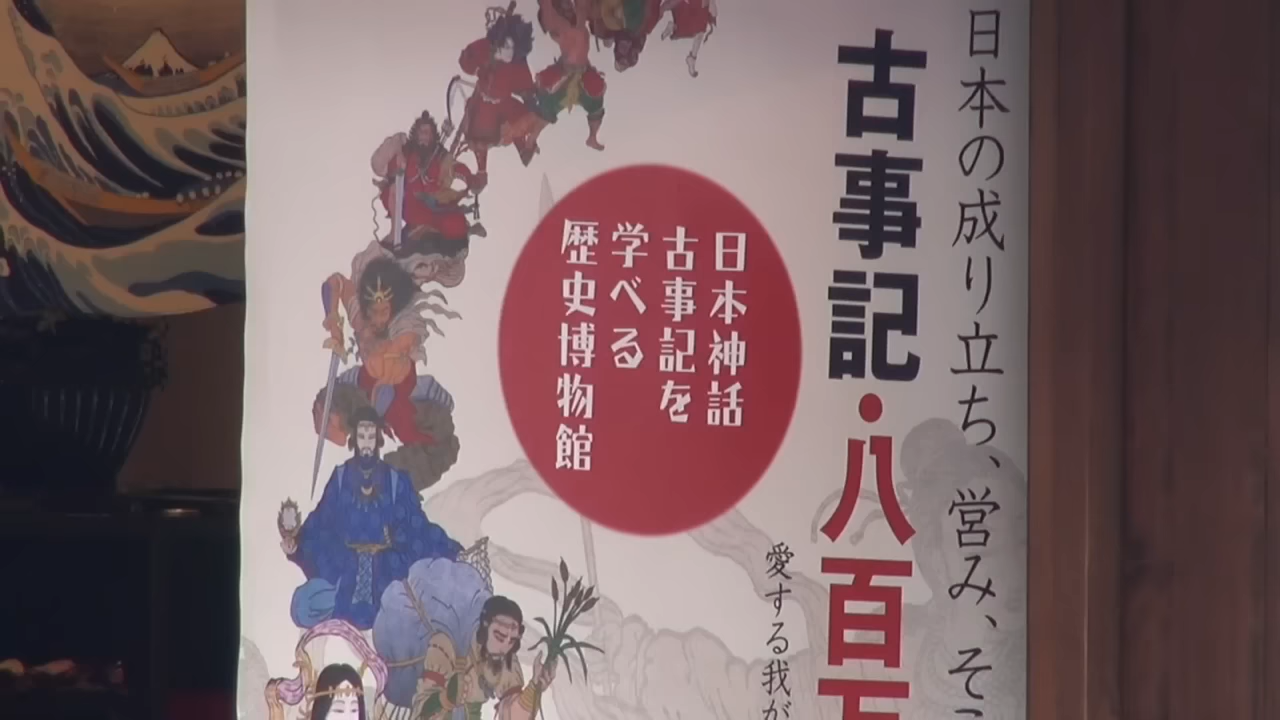 日本の成り立ち、営み、そ
古事記・八百万
愛する我が
日本神話
古事記を
学べる
歴史博物館